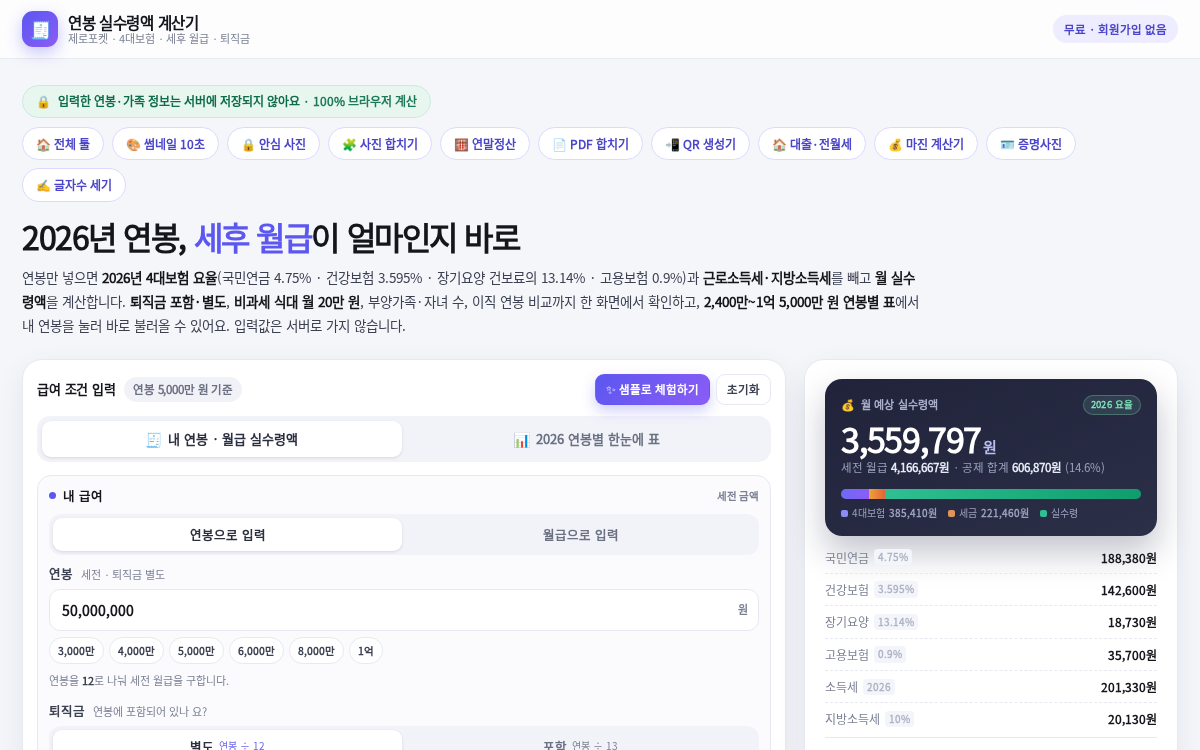 연봉 실수령액 계산기
제로포켓 · 4대보험 · 세후 월급 · 퇴직금
무료 · 회원가입 없음
입력한 연봉·가족 정보는 서버에 저장되지 않아요 · 100% 브라우저 계산
전체 툴
썸네일 10초
안심 사진
사진 합치기
연말정산
PDF 합치기
QR 생성기
대출·전월세
마진 계산기
증명사진
글자수 세기
2026년 연봉, 세후 월급이 얼마인지 바로
연봉만 넣으면 2026년 4대보험 요율(국민연금 4.75% · 건강보험 3.595% · 장기요양 건보료의 13.14% · 고용보험 0.9%)과 근로소득세·지방소득세를 빼고 월 실수
령액을 계산합니다. 퇴직금 포함·별도, 비과세 식대 월 20만 원, 부양가족·자녀 수, 이직 연봉 비교까지 한 화면에서 확인하고, 2,400만~1억 5,000만 원 연봉별 표에서
내 연봉을 눌러 바로 불러올 수 있어요. 입력값은 서버로 가지 않습니다.
급여 조건 입력
연봉 5,000만 원 기준
✨ 샘플로 체험하기
초기화
내 연봉 · 월급 실수령액
2026 연봉별 한눈에 표
내 급여
세전 금액
연봉으로 입력
월급으로 입력
연봉 세전 · 퇴직금 별도
50,000,000 원
3,000만
4,000만
5,000만
6,000만
8,000만
1억
연봉을 12로 나눠 세전 월급을 구합니다.
퇴직금 연봉에 포함되어 있나 요?
별도 연봉 ÷ 12
포함 연봉 ÷ 13
월 예상 실수령액
2026 요율
3,559,797원
세전 월급 4,166,667원 · 공제 합계 606,870원 (14.6%)
4대보험 385,410원
세금 221,460원
실수령
국민연금 4.75% 188,380원
건강보험 3.595% 142,600원
장기요양 13.14% 18,730원
고용보험 0.9% 35,700원
소득세 2026 201,330원
지방소득세 10% 20,130원